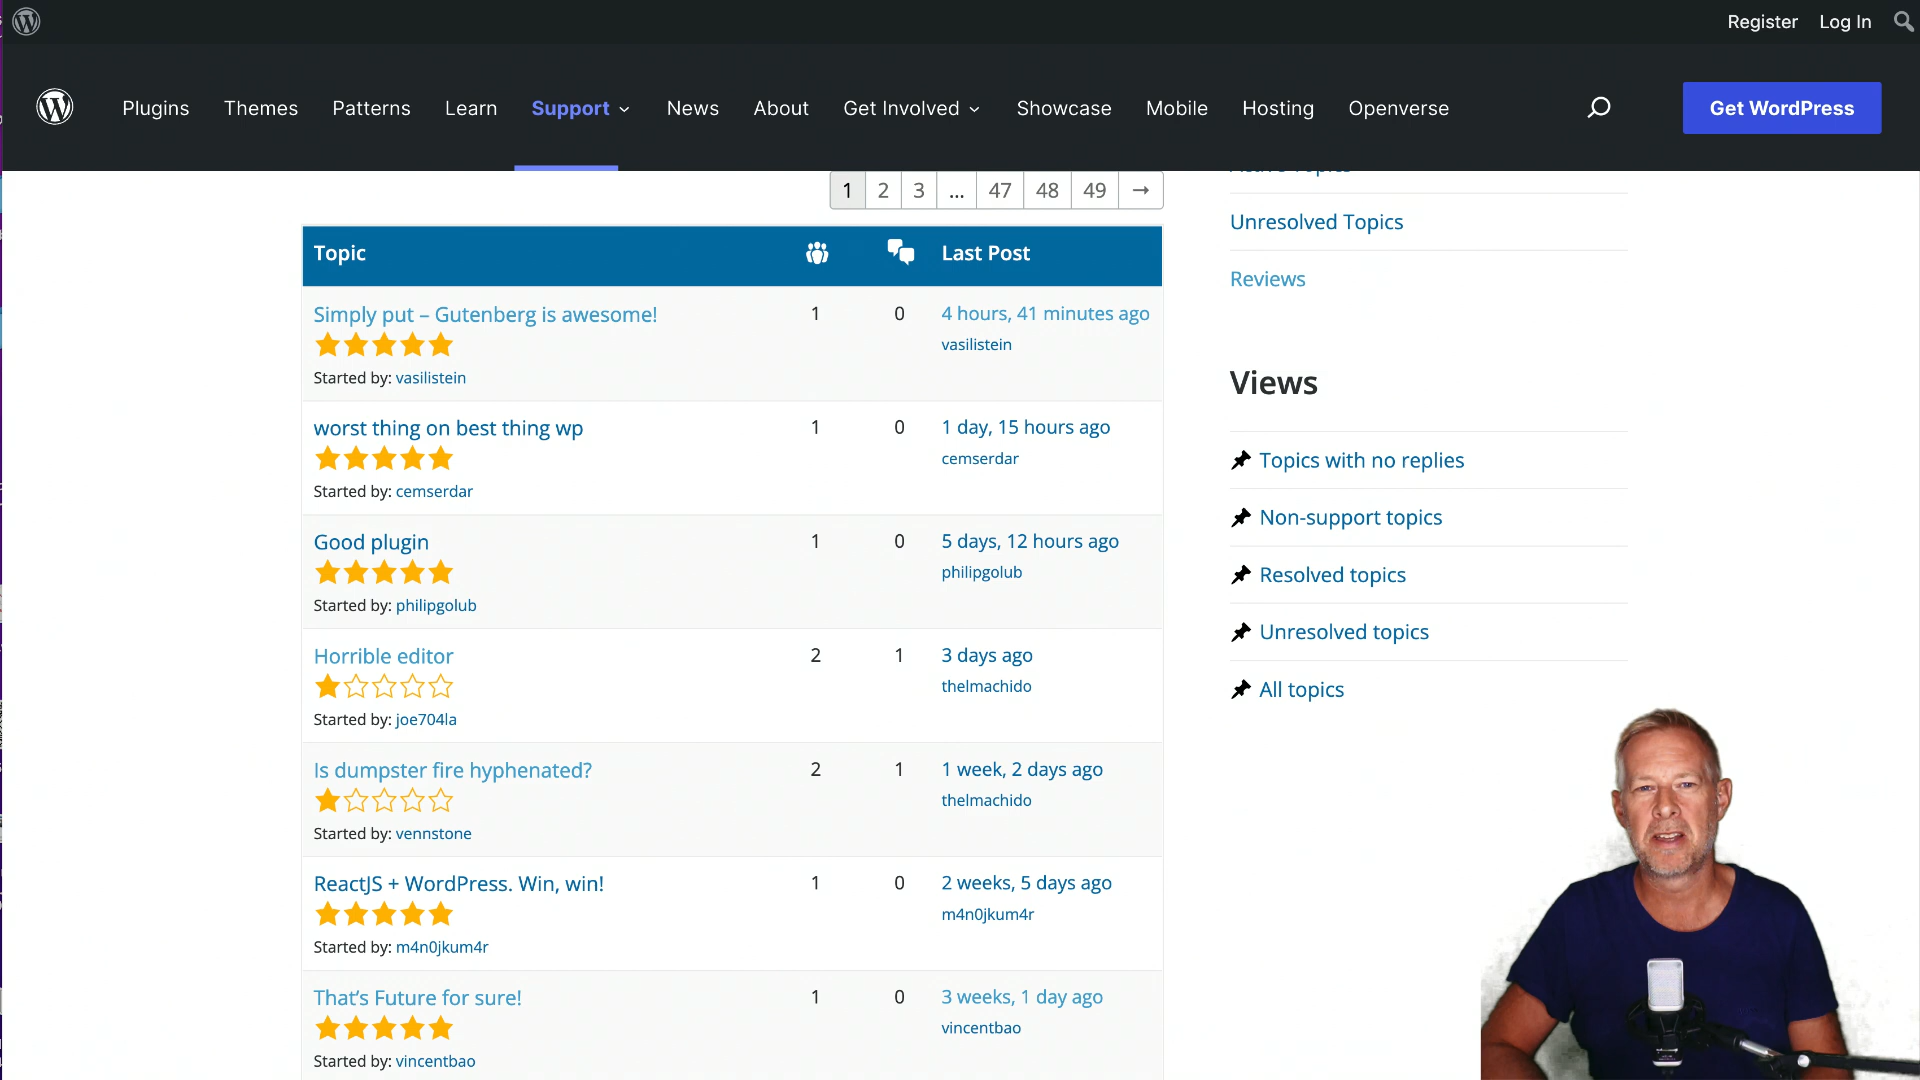 Register Log In
Plugins Themes Patterns Learn Support News About Get Involved Showcase Mobile Hosting Openverse Get WordPress
1 2 3 ... 47 48 49 →
Unresolved Topics
Reviews
Topic Last Post
Simply put – Gutenberg is awesome! 1 0 4 hours, 41 minutes ago
vasilistein
Started by: vasilistein
worst thing on best thing wp 1 0 1 day, 15 hours ago
cemserdar
Started by: cemserdar
Good plugin 1 0 5 days, 12 hours ago
philipgolub
Started by: philipgolub
Horrible editor 2 1 3 days ago
thelmachido
Started by: joe704la
Is dumpster fire hyphenated? 2 1 1 week, 2 days ago
thelmachido
Started by: vennstone
ReactJS + WordPress. Win, win! 1 0 2 weeks, 5 days ago
m4n0jkum4r
Started by: m4n0jkum4r
That’s Future for sure! 1 0 3 weeks, 1 day ago
vincentbao
Started by: vincentbao
Views
Topics with no replies
Non-support topics
Resolved topics
Unresolved topics
All topics